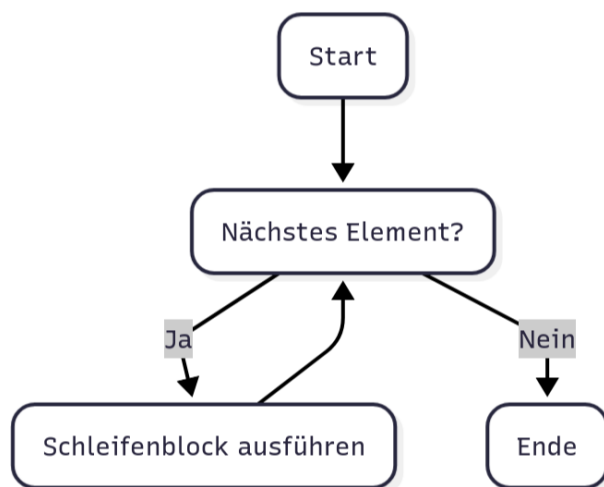 Start
Nächstes Element?
Ja
Nein
Schleifenblock ausführen
Ende